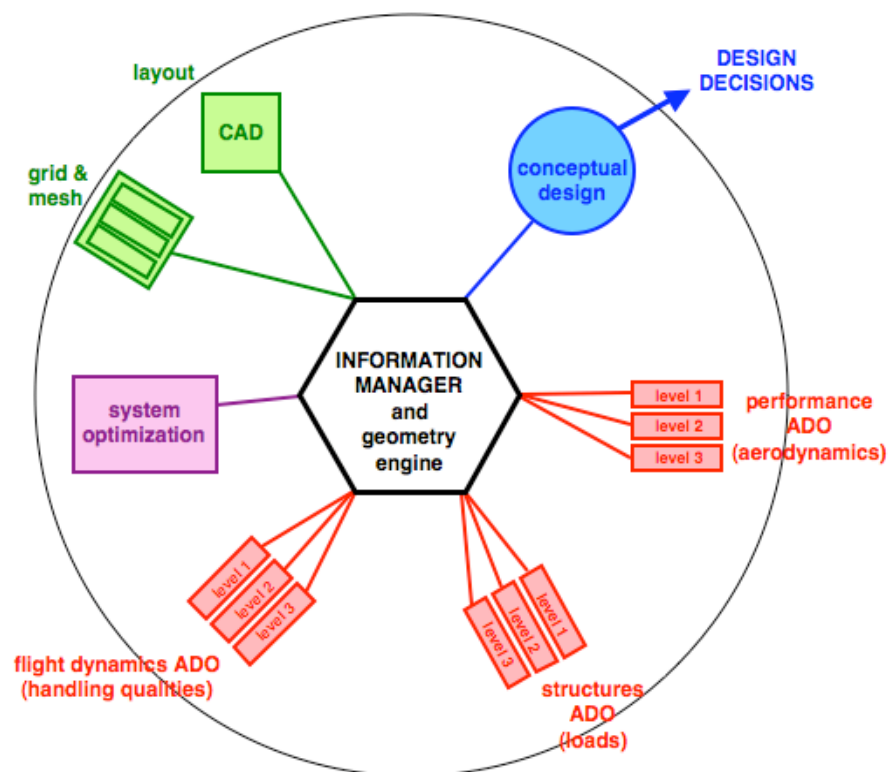 DESIGN
DECISIONS
layout
CAD
conceptual
design
grid &
mesh
INFORMATION
MANAGER
and
geometry
engine
system
optimization
level 1
level 2
level 3
performance
ADO
(aerodynamics)
level 1
level 2
level 3
flight dynamics ADO
(handling qualities)
level 1
level 2
level 3
structures
ADO
(loads)